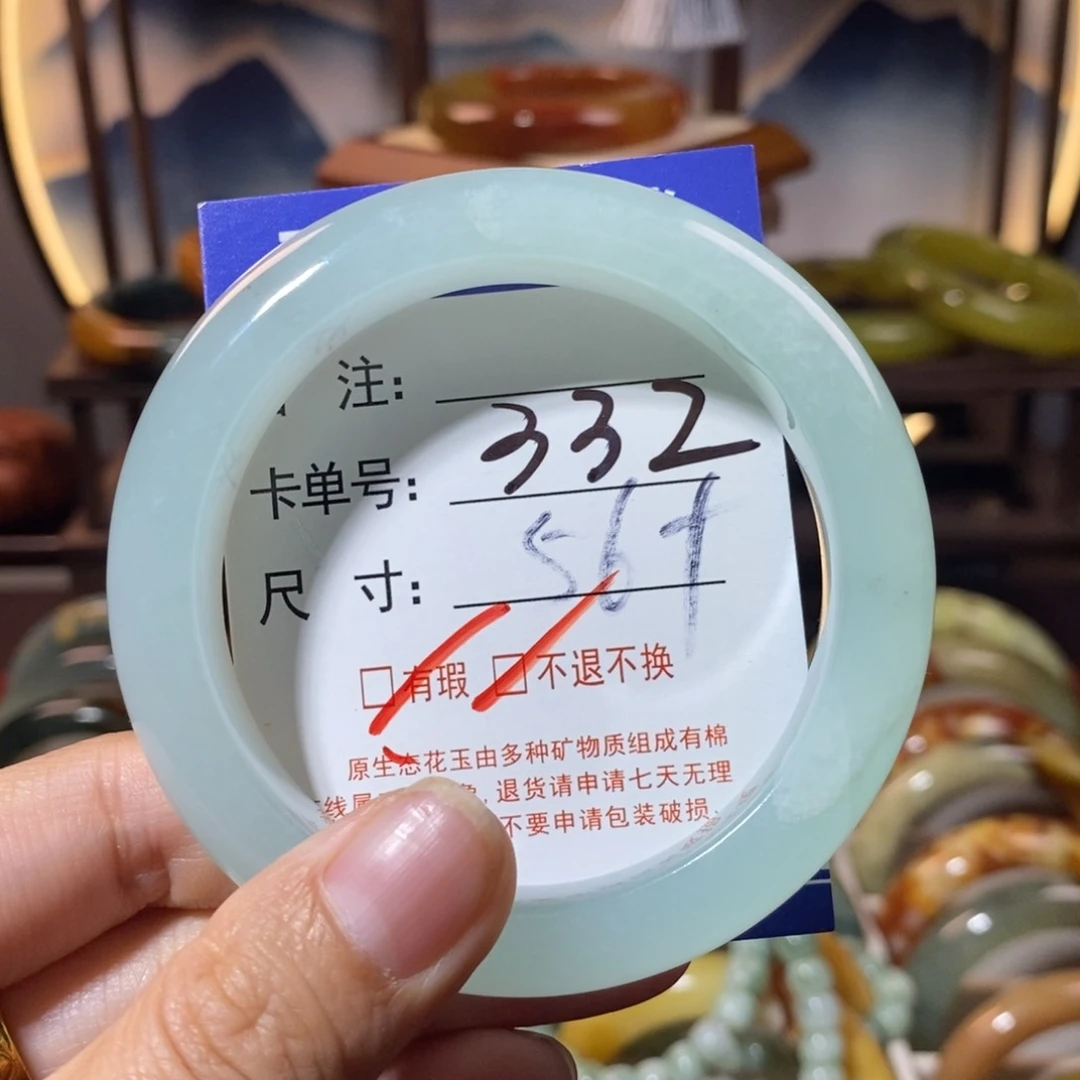 注:
卡单号: 332
尺 寸: 56+
□有瑕 □不退不换
原生态花玉由多种矿物质组成有棉
线属 退货请申请七天无理
不要申请包装破损、